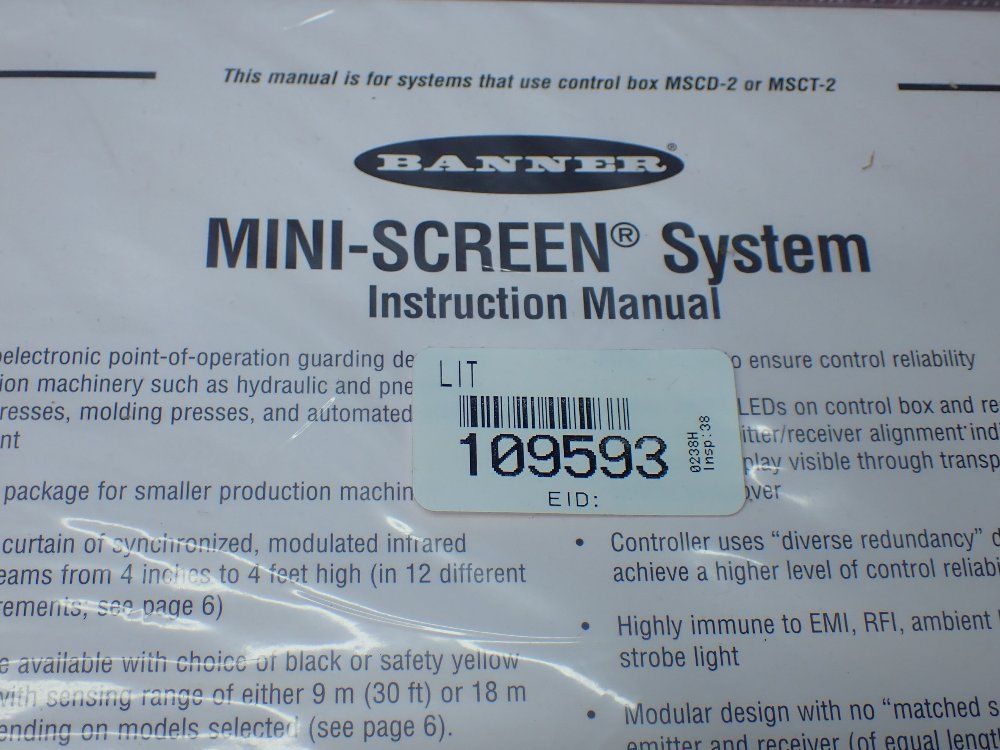 This manual is for systems that use control box MSCD-2 or MSCT-2
BANNER®
MINI-SCREEN® System
Instruction Manual
oelectronic point-of-operation guarding de
ion machinery such as hydraulic and pne
resses, molding presses, and automated
nt
package for smaller production machin
curtain of synchronized, modulated infrared
eams from 4 inches to 4 feet high (in 12 different
rements; see page 6)
e available with choice of black or safety yellow
with sensing range of either 9 m (30 ft) or 18 m
ending on models selected (see page 6).
LIT
109593
EID:
0238H
Insp:38
o ensure control reliability
LEDs on control box and re
itter/receiver alignment indi
play visible through transp
over
• Controller uses “diverse redundancy” d
achieve a higher level of control reliabi
• Highly immune to EMI, RFI, ambient
strobe light
• Modular design with no “matched s
emitter and receiver (of equal lengt